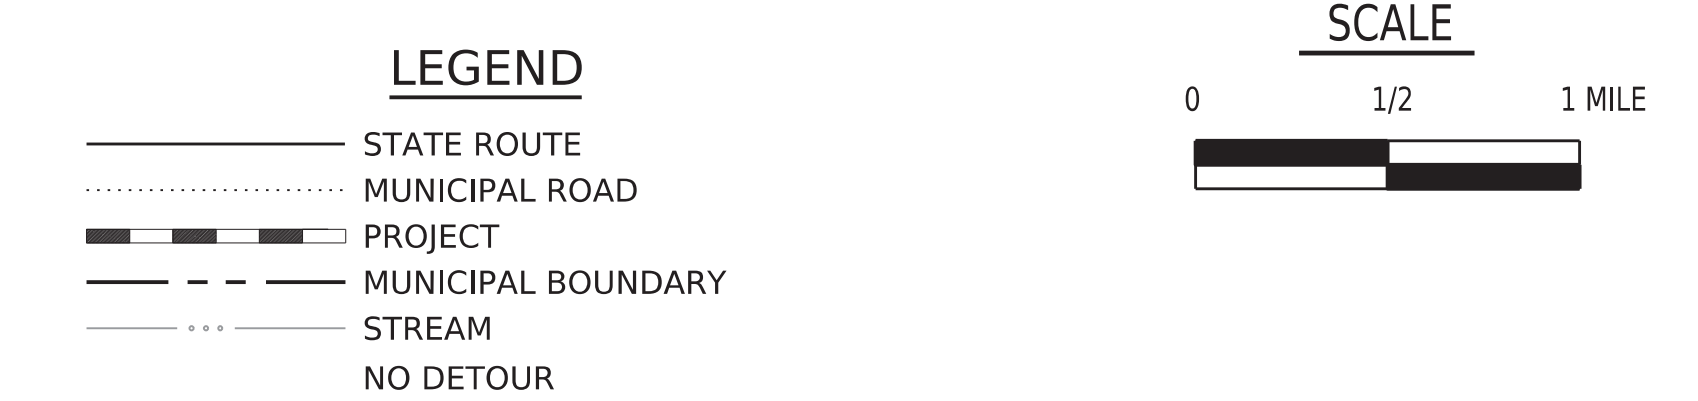 LEGEND
STATE ROUTE
MUNICIPAL ROAD
PROJECT
MUNICIPAL BOUNDARY
STREAM
NO DETOUR
SCALE
0 1/2 1 MILE